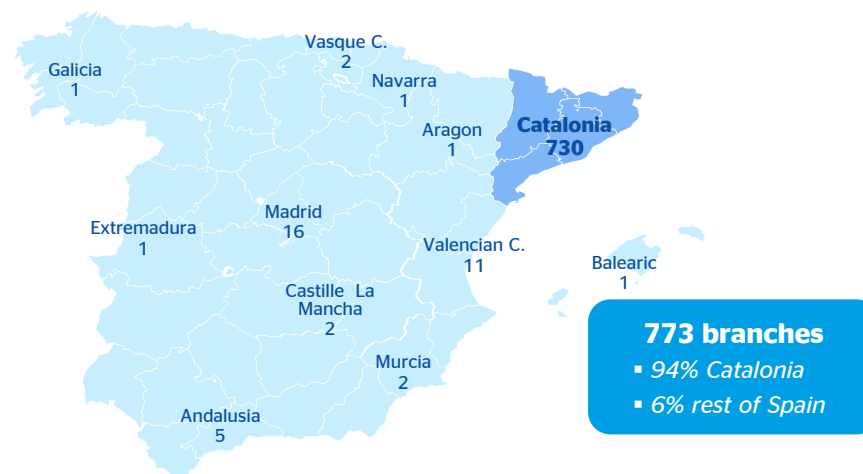 Vasque C.
2
Galicia
1
Navarra
1
Aragon
1
Catalonia
730
Madrid
16
Extremadura
1
Valencian C.
11
Balearic
1
Castille La
Mancha
2
Murcia
2
Andalusia
5
773 branches
▪ 94% Catalonia
▪ 6% rest of Spain